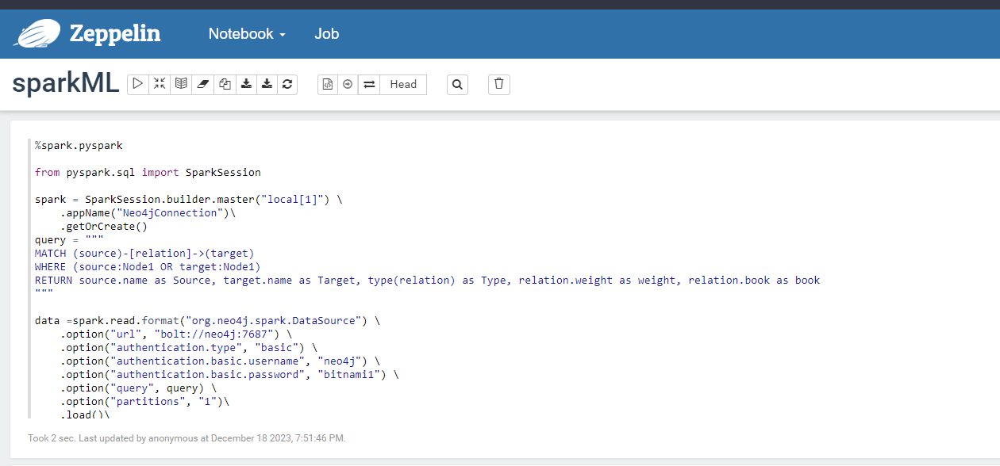 Zeppelin Notebook Job
sparkML Head
%spark.pyspark
from pyspark.sql import SparkSession
spark = SparkSession.builder.master("local[1]") \
    .appName("Neo4jConnection")\
    .getOrCreate()
query = """
MATCH (source)-[relation]->(target)
WHERE (source:Node1 OR target:Node1)
RETURN source.name as Source, target.name as Target, type(relation) as Type, relation.weight as weight, relation.book as book
"""
data =spark.read.format("org.neo4j.spark.DataSource") \
    .option("url", "bolt://neo4j:7687") \
    .option("authentication.type", "basic") \
    .option("authentication.basic.username", "neo4j") \
    .option("authentication.basic.password", "bitnami1") \
    .option("query", query) \
    .option("partitions", "1")\
    .load()\
Took 2 sec. Last updated by anonymous at December 18 2023, 7:51:46 PM.